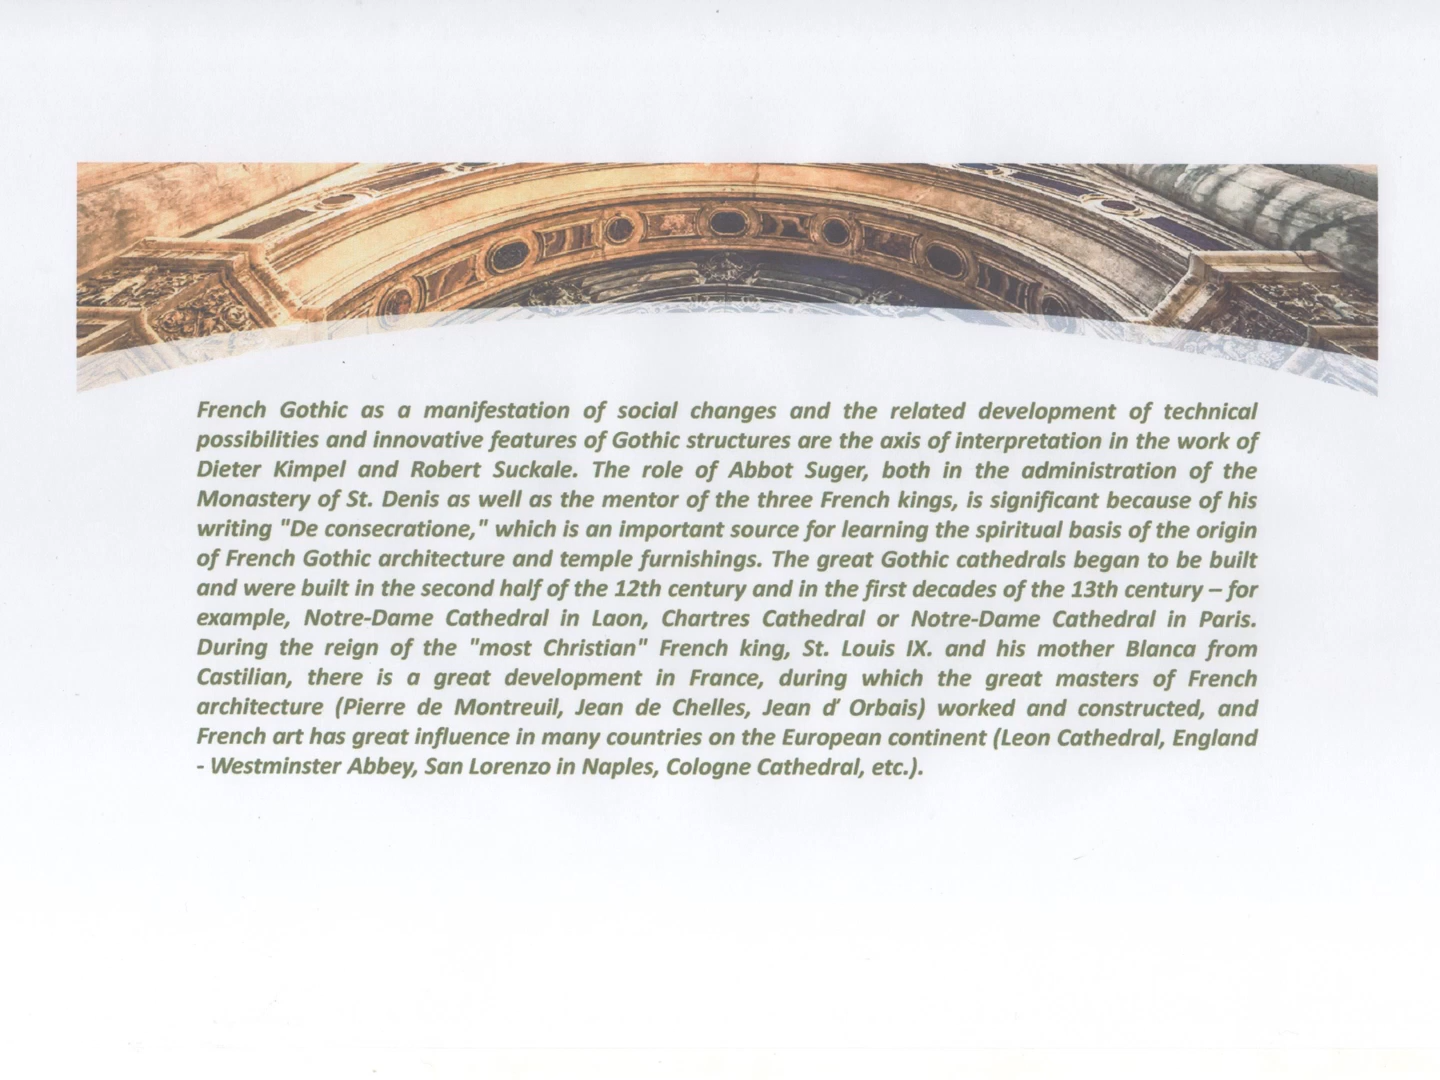 French Gothic as a manifestation of social changes and the related development of technical
possibilities and innovative features of Gothic structures are the axis of interpretation in the work of
Dieter Kimpel and Robert Suckale. The role of Abbot Suger, both in the administration of the
Monastery of St. Denis as well as the mentor of the three French kings, is significant because of his
writing "De consecratione," which is an important source for learning the spiritual basis of the origin
of French Gothic architecture and temple furnishings. The great Gothic cathedrals began to be built
and were built in the second half of the 12th century and in the first decades of the 13th century – for
example, Notre-Dame Cathedral in Laon, Chartres Cathedral or Notre-Dame Cathedral in Paris.
During the reign of the "most Christian" French king, St. Louis IX. and his mother Blanca from
Castilian, there is a great development in France, during which the great masters of French
architecture (Pierre de Montreuil, Jean de Chelles, Jean d' Orbais) worked and constructed, and
French art has great influence in many countries on the European continent (Leon Cathedral, England
- Westminster Abbey, San Lorenzo in Naples, Cologne Cathedral, etc.).